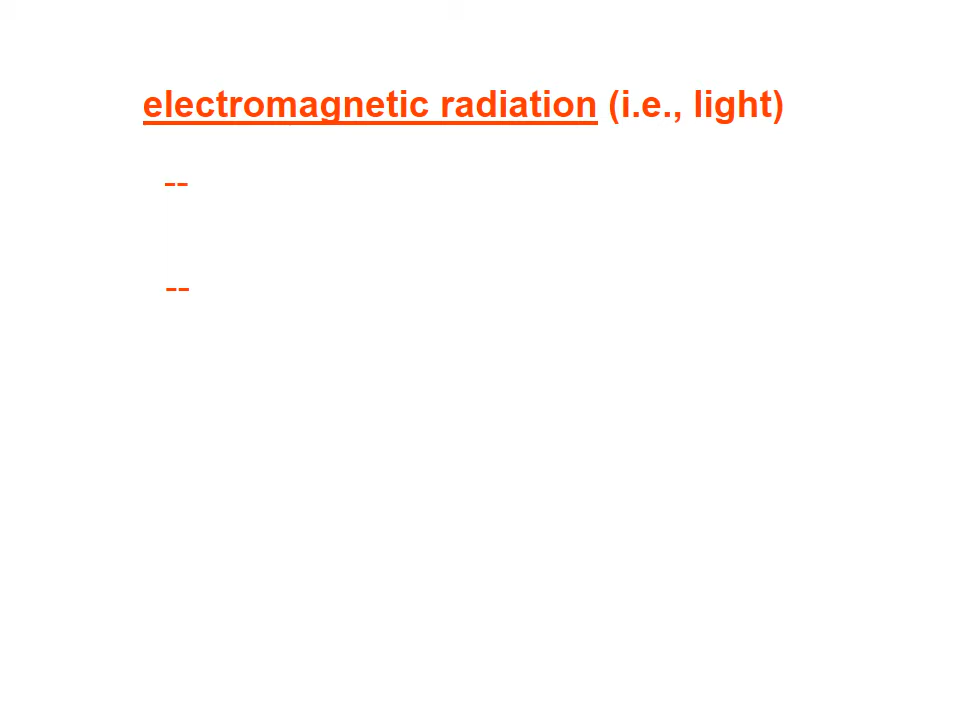 electromagnetic radiation (i.e., light)
--
--